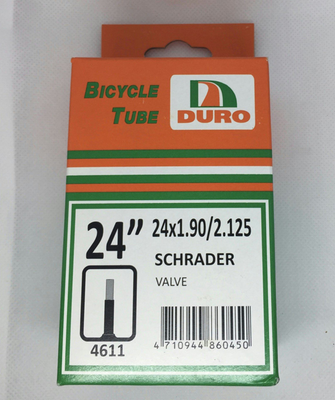 BICYCLE
TUBE
DURO
24"
24x1.90/2.125
SCHRADER
VALVE
4611
4 710944 860450